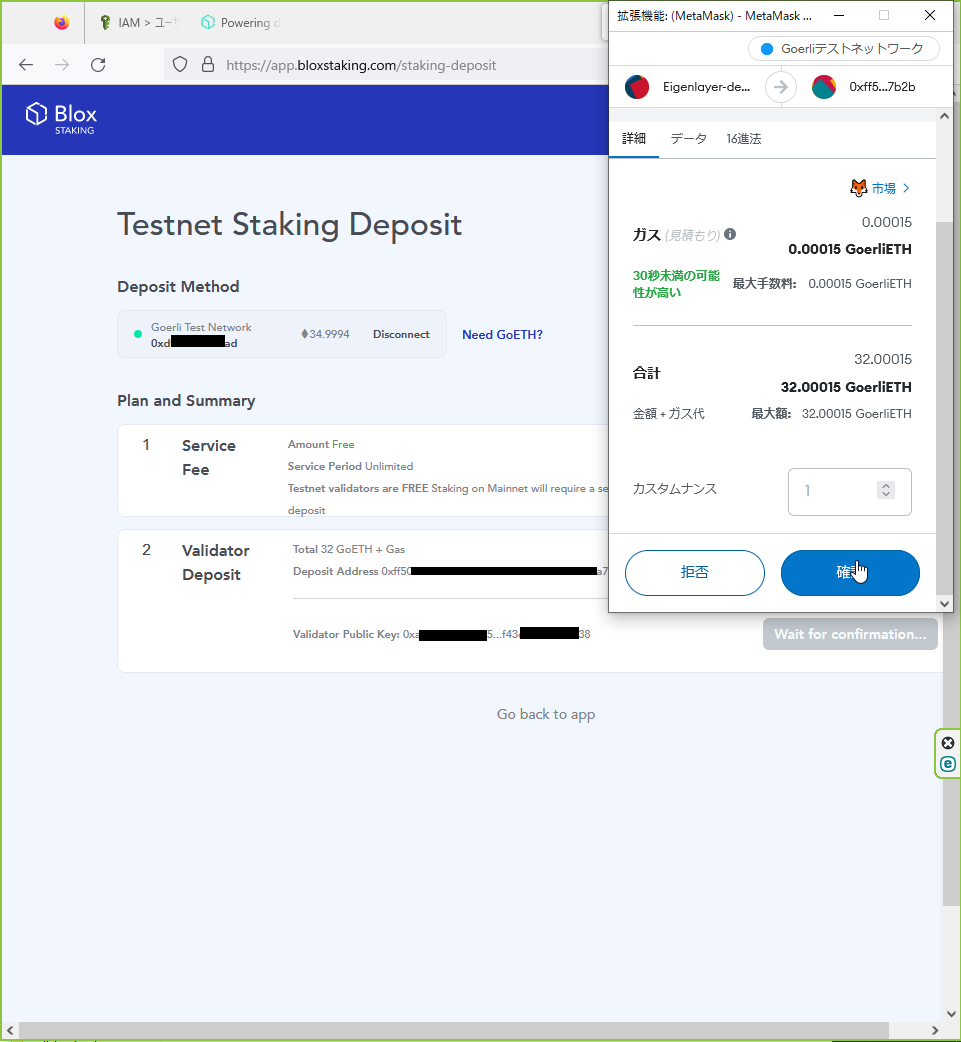 IAM > ユー
Powering
https://app.bloxstaking.com/staking-deposit
Blox
STAKING
Testnet Staking Deposit
Deposit Method
Goerli Test Network
0xd ad
34.9994
Disconnect
Need GoETH?
Plan and Summary
1
Service
Fee
Amount Free
Service Period Unlimited
Testnet validators are FREE Staking on Mainnet will require a se
deposit
2
Validator
Deposit
Total 32 GoETH + Gas
Deposit Address 0xff50 a7
Validator Public Key: 0xa 5...f43 38
Wait for confirmation...
Go back to app
拡張機能: (MetaMask) - MetaMask ...
Goerliテストネットワーク
Eigenlayer-de...
0xff5...7b2b
詳細
データ
16進法
市場 >
0.00015
ガス (見積もり)
0.00015 GoerliETH
30秒未満の可能
性が高い
最大手数料: 0.00015 GoerliETH
32.00015
合計
32.00015 GoerliETH
金額 + ガス代
最大額: 32.00015 GoerliETH
カスタムナンス
1
拒否
確